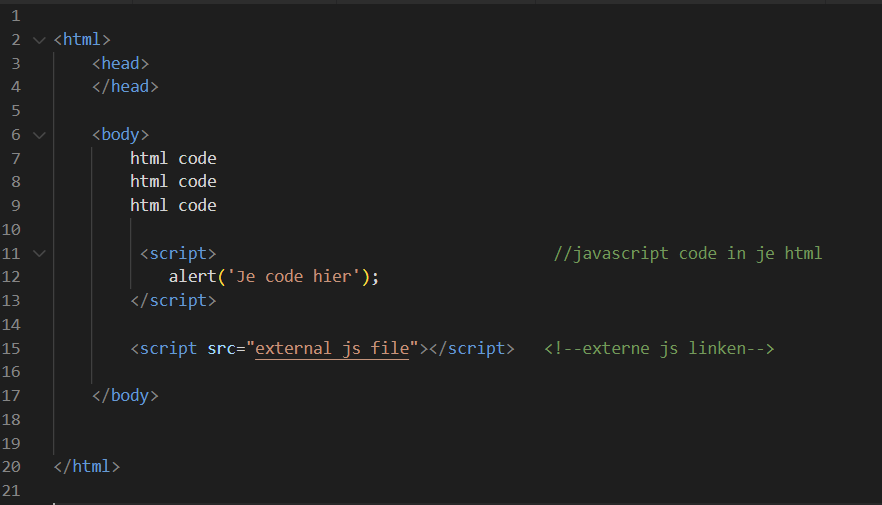 1
2 <html>
3 <head>
4 </head>
5
6 <body>
7 html code
8 html code
9 html code
10
11 <script> //javascript code in je html
12 alert('Je code hier');
13 </script>
14
15 <script src="external js file"></script> <!--externe js linken-->
16
17 </body>
18
19
20 </html>
21